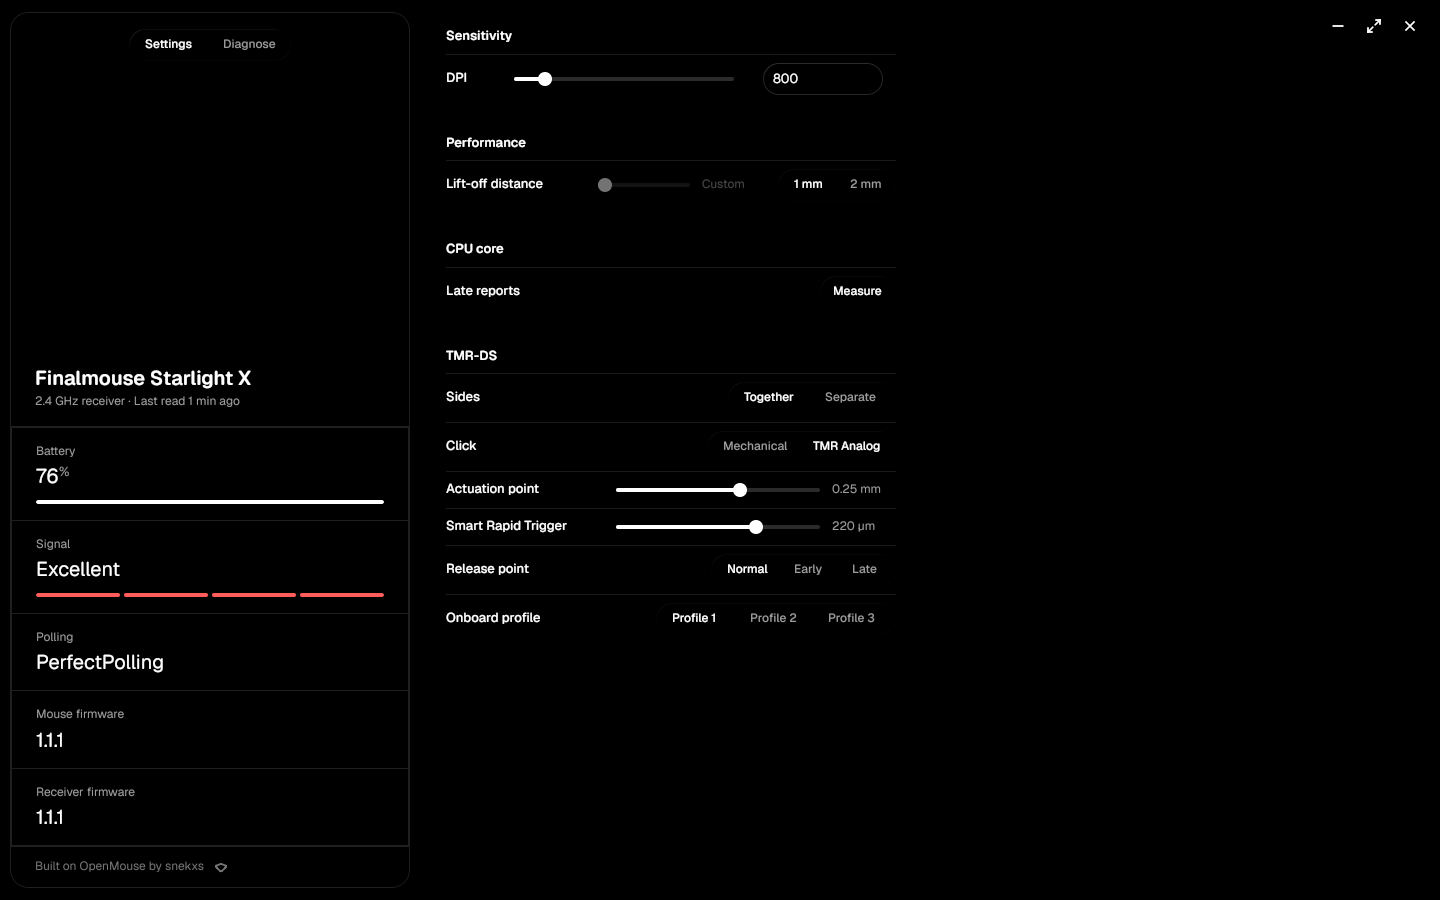 Settings Diagnose
Finalmouse Starlight X
2.4 GHz receiver · Last read 1 min ago
Battery
76%
Signal
Excellent
Polling
PerfectPolling
Mouse firmware
1.1.1
Receiver firmware
1.1.1
Built on OpenMouse by snekxs
Sensitivity
DPI 800
Performance
Lift-off distance Custom 1 mm 2 mm
CPU core
Late reports Measure
TMR-DS
Sides Together Separate
Click Mechanical TMR Analog
Actuation point 0.25 mm
Smart Rapid Trigger 220 µm
Release point Normal Early Late
Onboard profile Profile 1 Profile 2 Profile 3